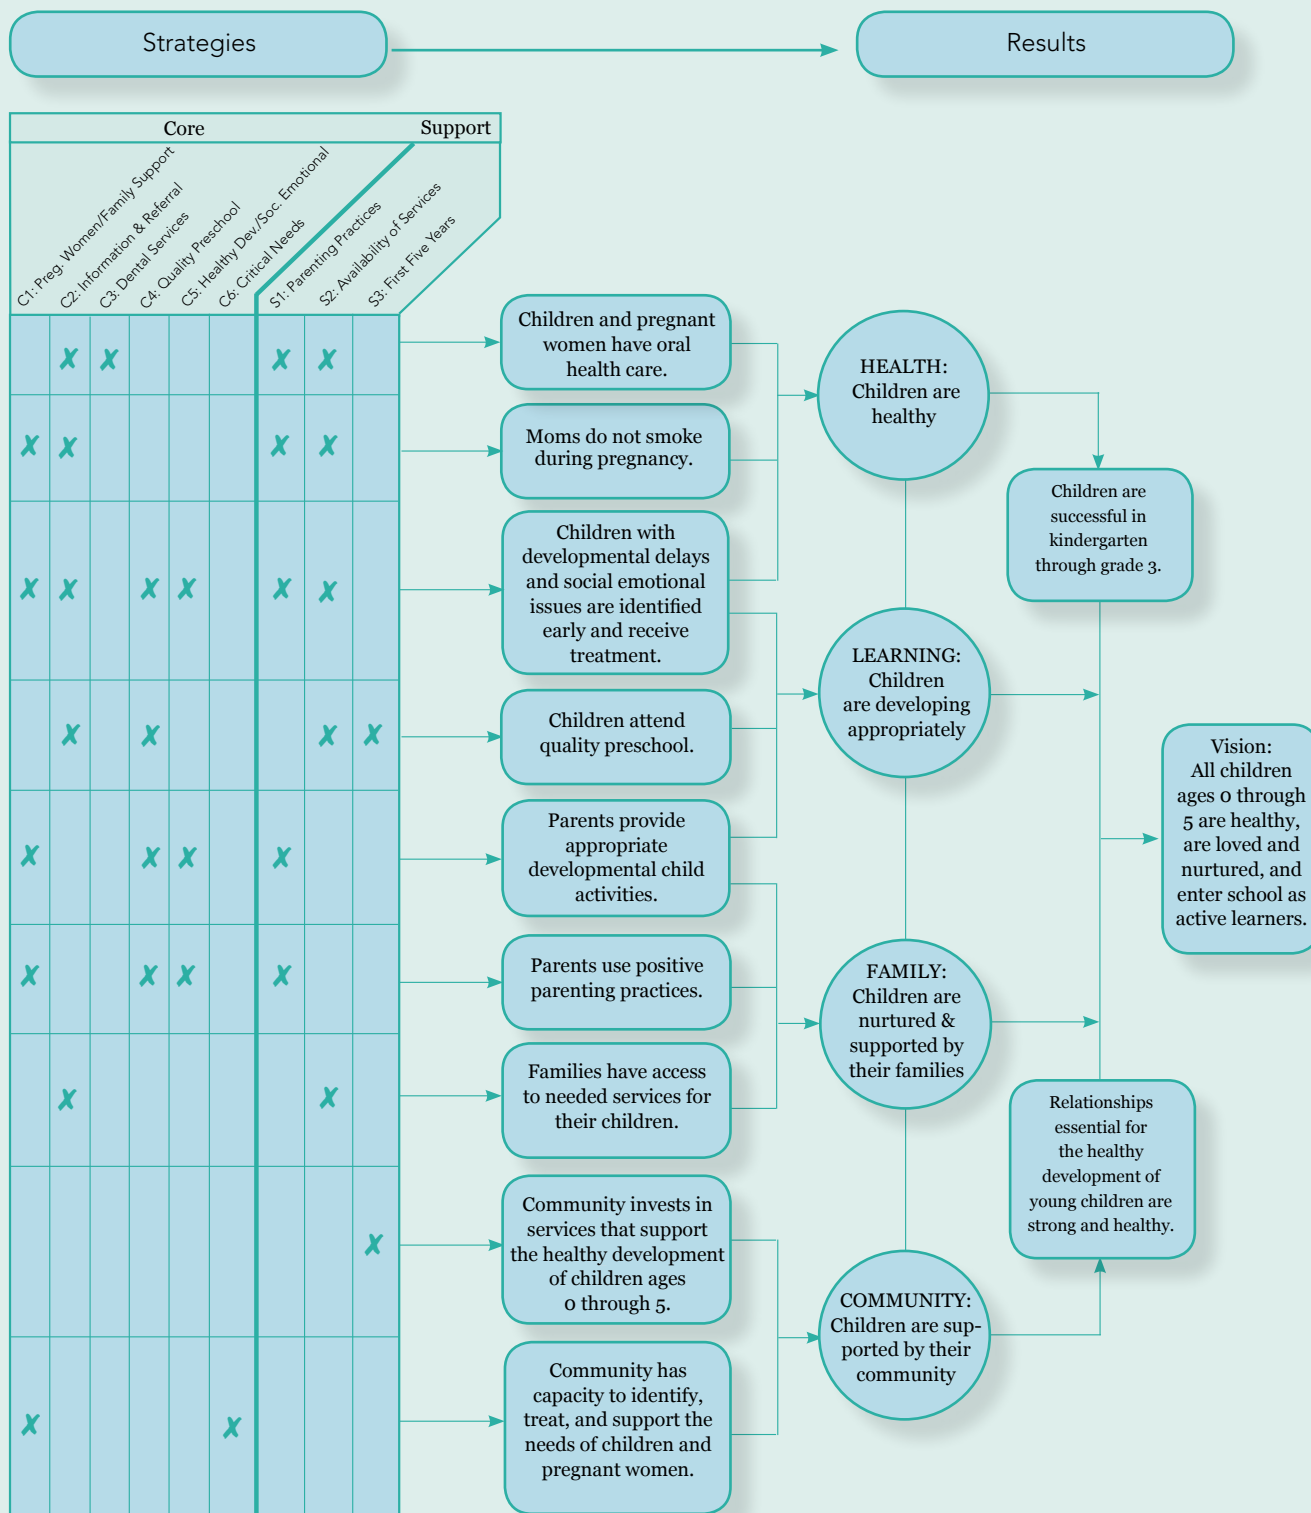 Strategies
Results
Core
Support
C1: Preg. Women/Family Support
C2: Information & Referral
C3: Dental Services
C4: Quality Preschool
C5: Healthy Dev./Soc. Emotional
C6: Critical Needs
S1: Parenting Practices
S2: Availability of Services
S3: First Five Years
✗ ✗ ✗ ✗
Children and pregnant
women have oral
health care.
✗ ✗ ✗ ✗
Moms do not smoke
during pregnancy.
✗ ✗ ✗ ✗ ✗ ✗
Children with
developmental delays
and social emotional
issues are identified
early and receive
treatment.
✗ ✗ ✗ ✗
Children attend
quality preschool.
✗ ✗ ✗ ✗
Parents provide
appropriate
developmental child
activities.
✗ ✗ ✗ ✗
Parents use positive
parenting practices.
✗ ✗
Families have access
to needed services for
their children.
✗
Community invests in
services that support
the healthy development
of children ages
0 through 5.
✗ ✗
Community has
capacity to identify,
treat, and support the
needs of children and
pregnant women.
HEALTH:
Children are
healthy
LEARNING:
Children
are developing
appropriately
FAMILY:
Children are
nurtured &
supported by
their families
COMMUNITY:
Children are sup-
ported by their
community
Children are
successful in
kindergarten
through grade 3.
Relationships
essential for
the healthy
development of
young children are
strong and healthy.
Vision:
All children
ages 0 through
5 are healthy,
are loved and
nurtured, and
enter school as
active learners.